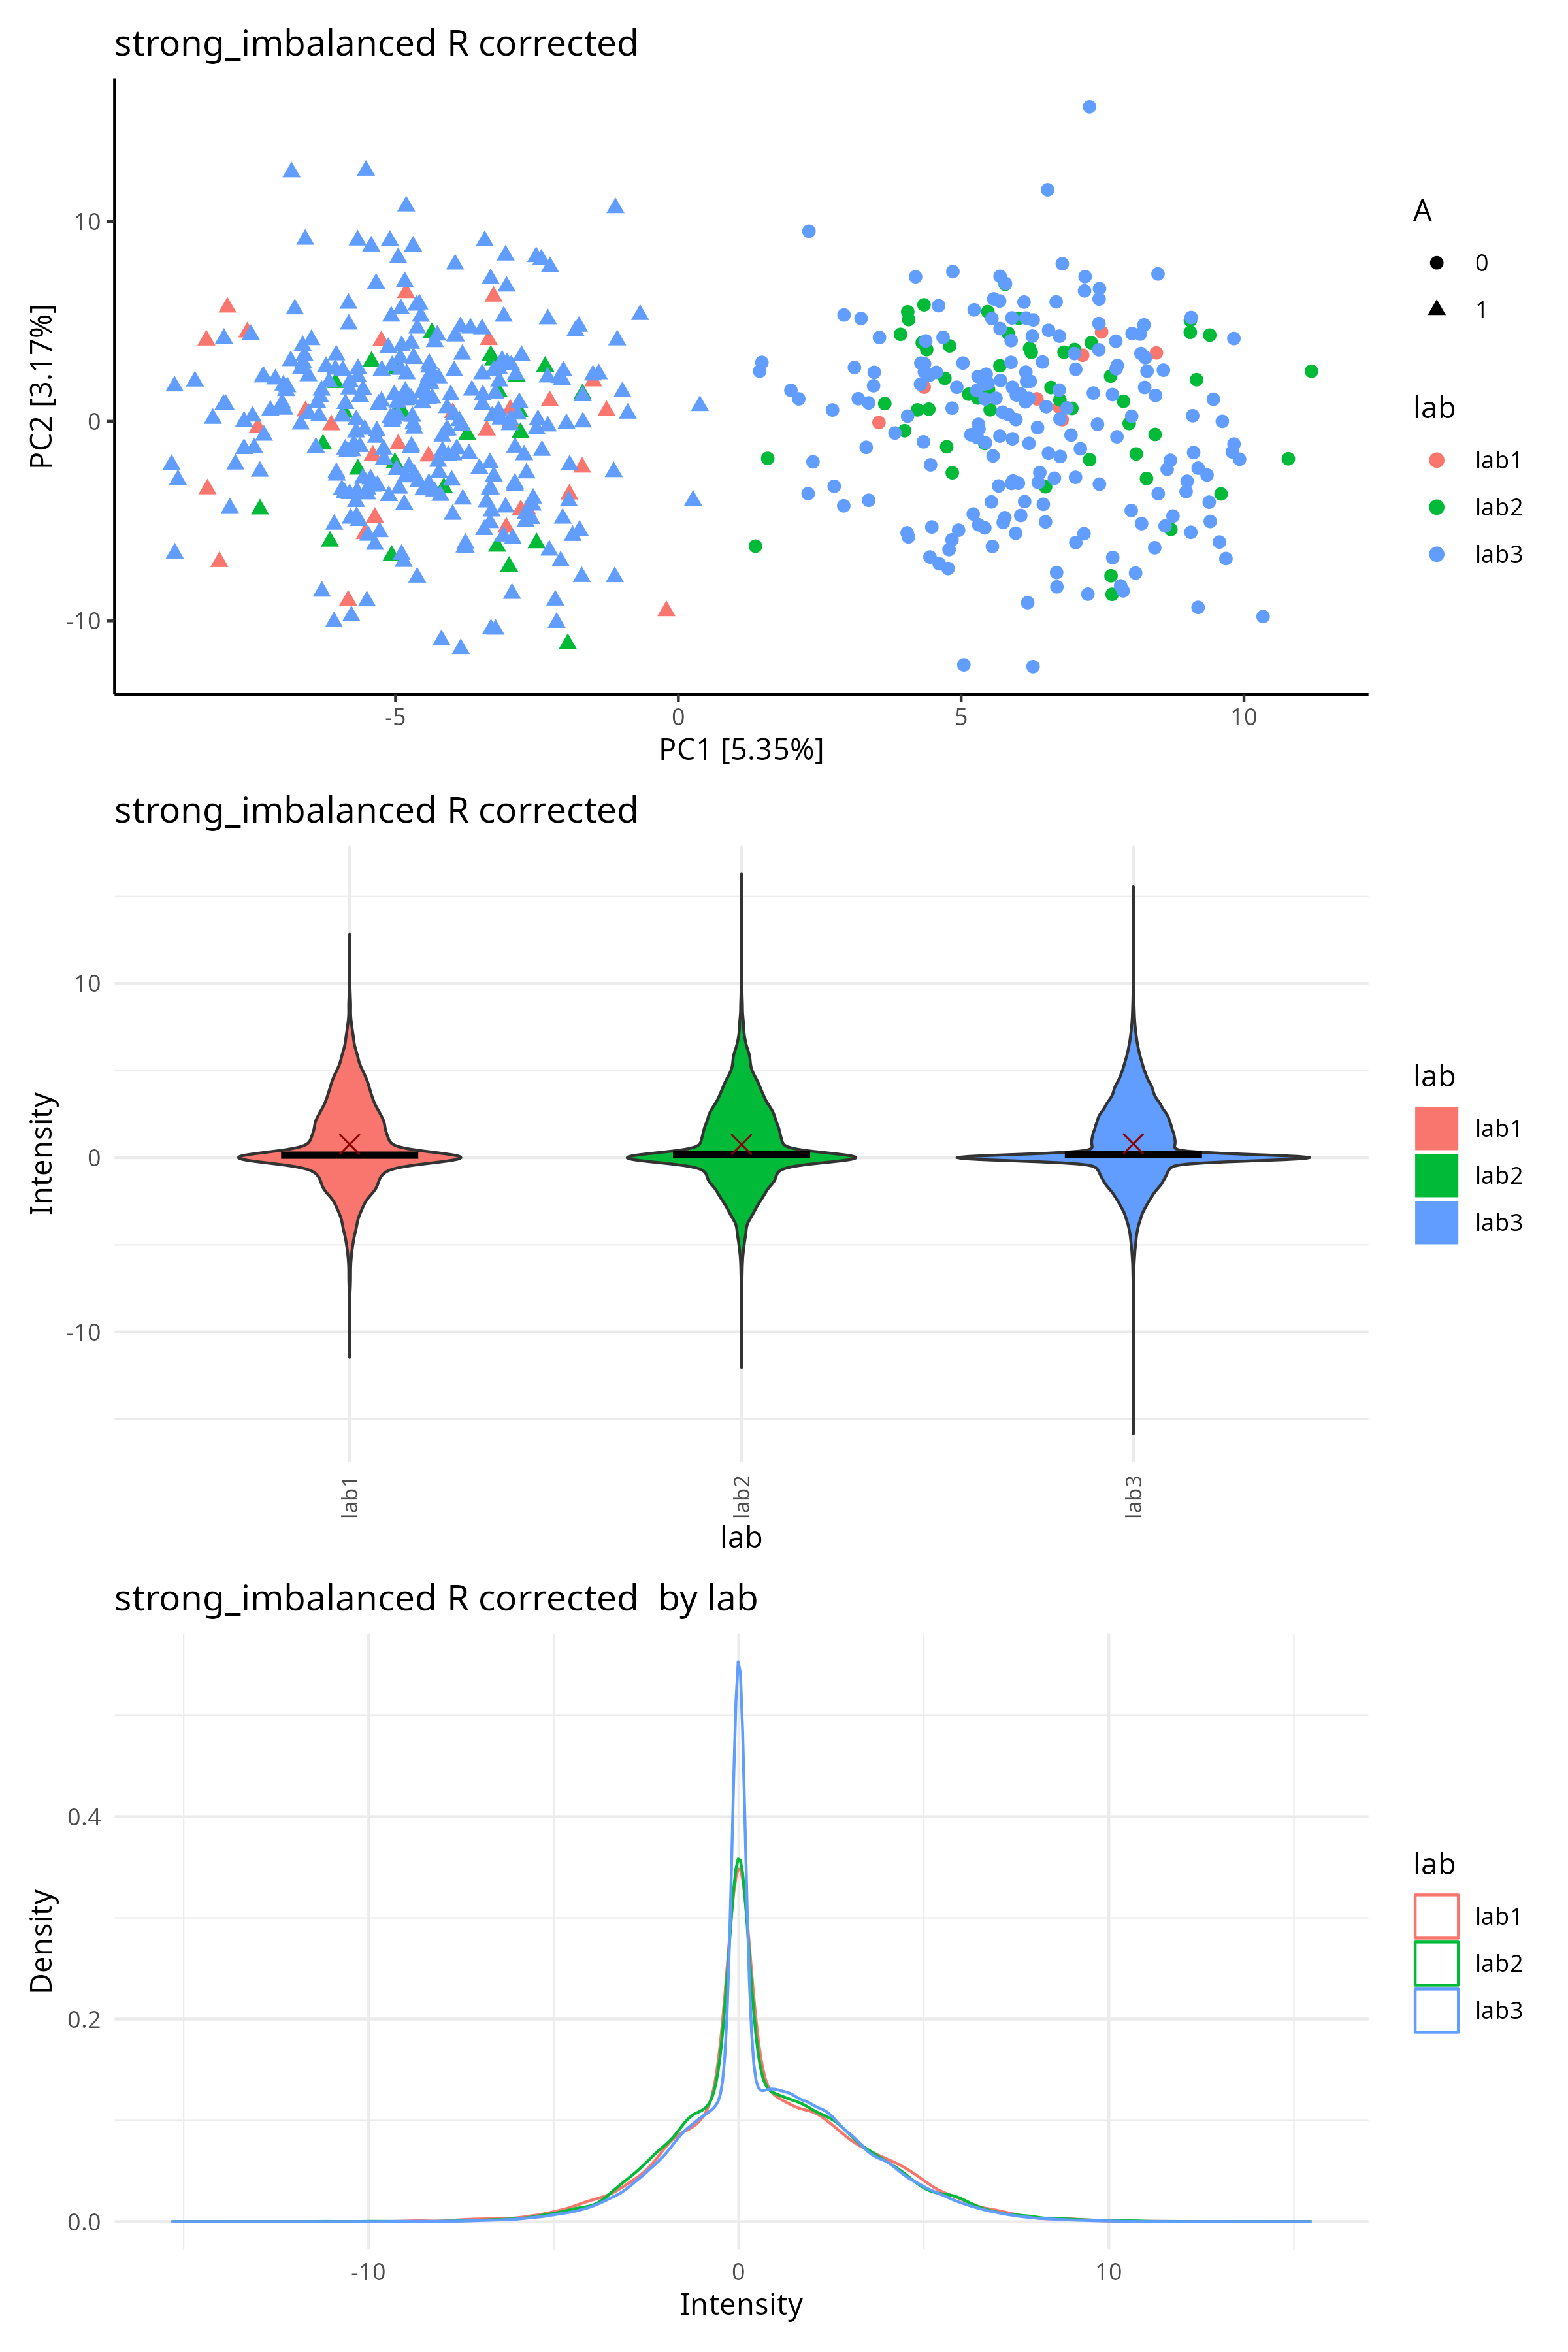 strong_imbalanced R corrected
10
0
-10
PC2 [3.17%]
-5
0
5
10
PC1 [5.35%]
A
0
1
lab
lab1
lab2
lab3
strong_imbalanced R corrected
10
0
-10
Intensity
lab1
lab2
lab3
lab
lab
lab1
lab2
lab3
strong_imbalanced R corrected  by lab
0.4
0.2
0.0
Density
-10
0
10
Intensity
lab
lab1
lab2
lab3